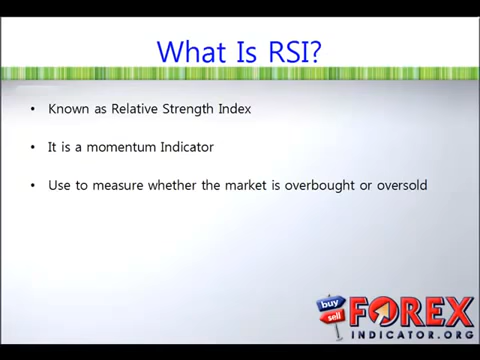 What Is RSI?
• Known as Relative Strength Index
• It is a momentum Indicator
• Use to measure whether the market is overbought or oversold
buy
sell
FOREX
INDICATOR.ORG